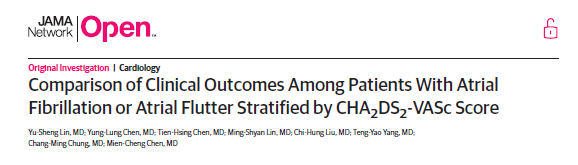 JAMA
Network Open™
Original Investigation | Cardiology
Comparison of Clinical Outcomes Among Patients With Atrial
Fibrillation or Atrial Flutter Stratified by CHA₂DS₂-VASc Score
Yu-Sheng Lin, MD; Yung-Lung Chen, MD; Tien-Hsing Chen, MD; Ming-Shyan Lin, MD; Chi-Hung Liu, MD; Teng-Yao Yang, MD;
Chang-Ming Chung, MD; Mien-Cheng Chen, MD